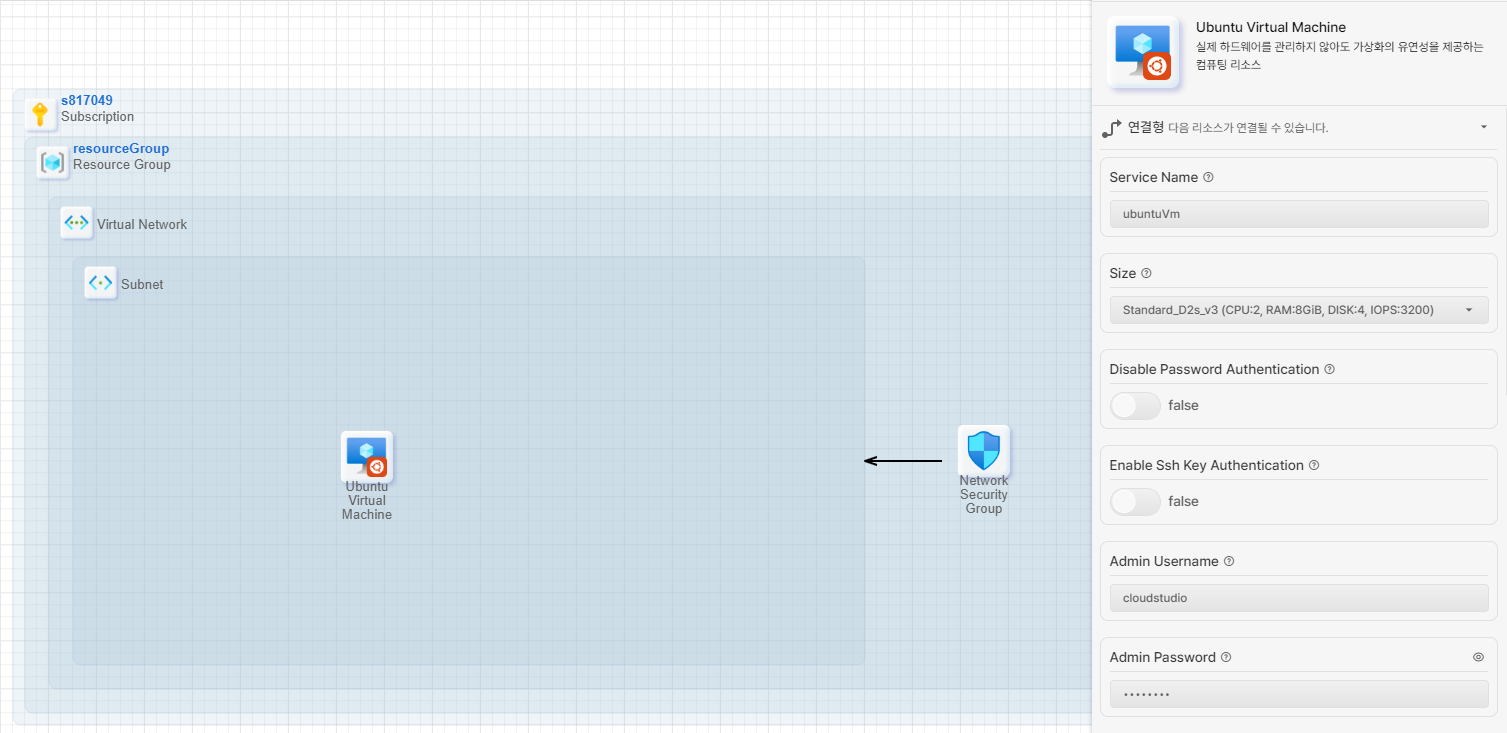 s817049
Subscription
resourceGroup
Resource Group
Virtual Network
Subnet
Ubuntu
Virtual
Machine
Network
Security
Group
Ubuntu Virtual Machine
실제 하드웨어를 관리하지 않아도 가상화의 유연성을 제공하는
컴퓨팅 리소스
연결형 다음 리소스가 연결될 수 있습니다.
Service Name
ubuntuVm
Size
Standard_D2s_v3 (CPU:2, RAM:8GiB, DISK:4, IOPS:3200)
Disable Password Authentication
false
Enable Ssh Key Authentication
false
Admin Username
cloudstudio
Admin Password
••••••••